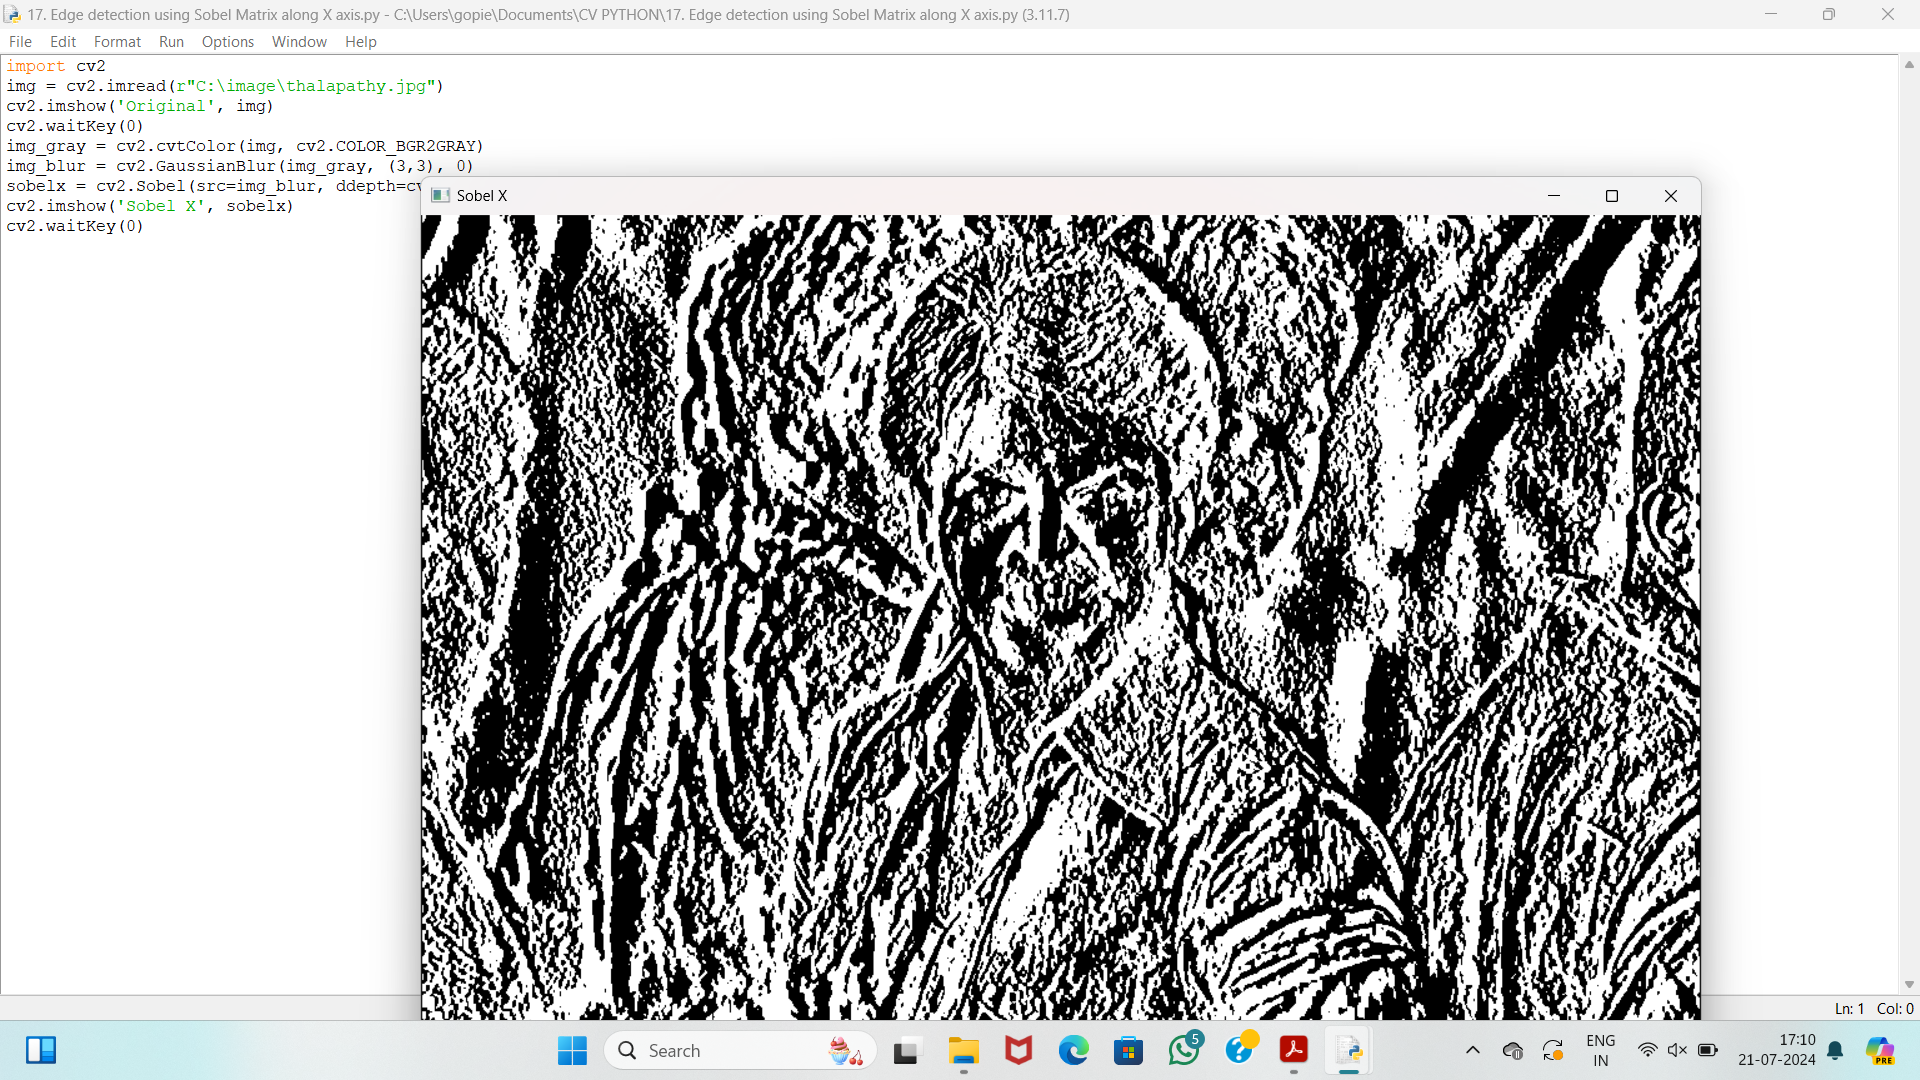 17. Edge detection using Sobel Matrix along X axis.py - C:\Users\gopie\Documents\CV PYTHON\17. Edge detection using Sobel Matrix along X axis.py (3.11.7)
File Edit Format Run Options Window Help
import cv2
img = cv2.imread(r"C:\image\thalapathy.jpg")
cv2.imshow('Original', img)
cv2.waitKey(0)
img_gray = cv2.cvtColor(img, cv2.COLOR_BGR2GRAY)
img_blur = cv2.GaussianBlur(img_gray, (3,3), 0)
sobelx = cv2.Sobel(src=img_blur, ddepth=cv
cv2.imshow('Sobel X', sobelx)
cv2.waitKey(0)
Sobel X
Ln: 1 Col: 0
Search
5
ENG
IN
17:10
21-07-2024
PRE